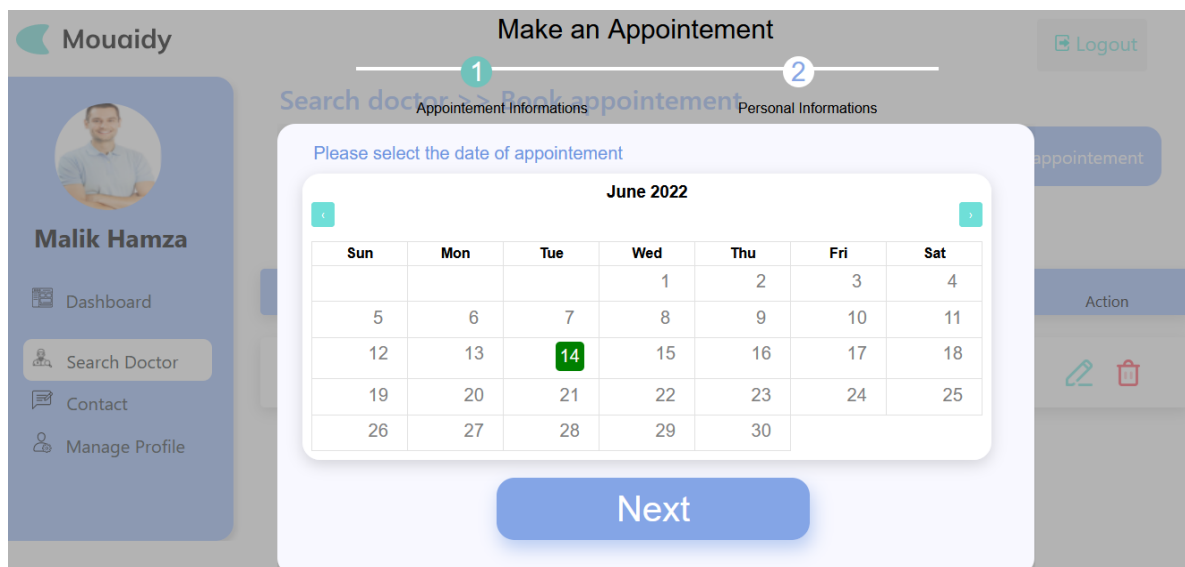 Mouaidy
Make an Appointement
Logout
1
2
Search doctor >> Book appointement
Appointement Informations
Personal Informations
Please select the date of appointement
appointement
June 2022
‹
›
Malik Hamza
Sun Mon Tue Wed Thu Fri Sat
1 2 3 4
Dashboard
Action
5 6 7 8 9 10 11
12 13 14 15 16 17 18
Search Doctor
19 20 21 22 23 24 25
Contact
26 27 28 29 30
Manage Profile
Next